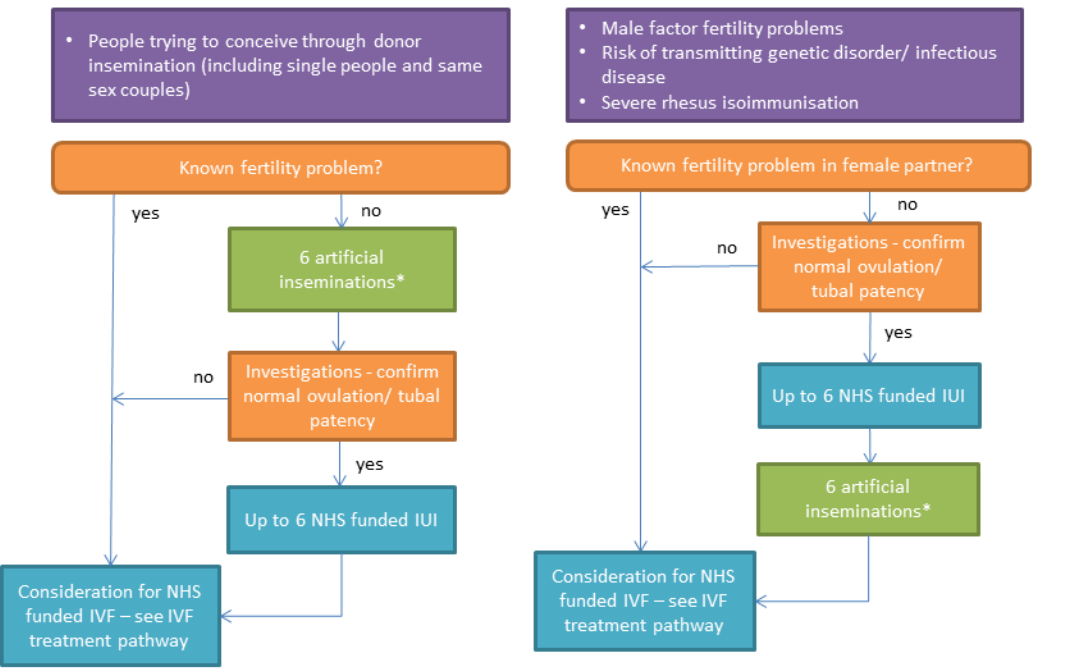 • People trying to conceive through donor
insemination (including single people and same
sex couples)
Known fertility problem?
yes
no
6 artificial
inseminations*
Investigations - confirm
normal ovulation/ tubal
patency
no
yes
Up to 6 NHS funded IUI
Consideration for NHS
funded IVF – see IVF
treatment pathway
• Male factor fertility problems
• Risk of transmitting genetic disorder/ infectious
disease
• Severe rhesus isoimmunisation
Known fertility problem in female partner?
yes
no
Investigations - confirm
normal ovulation/
tubal patency
no
yes
Up to 6 NHS funded IUI
6 artificial
inseminations*
Consideration for NHS
funded IVF – see IVF
treatment pathway